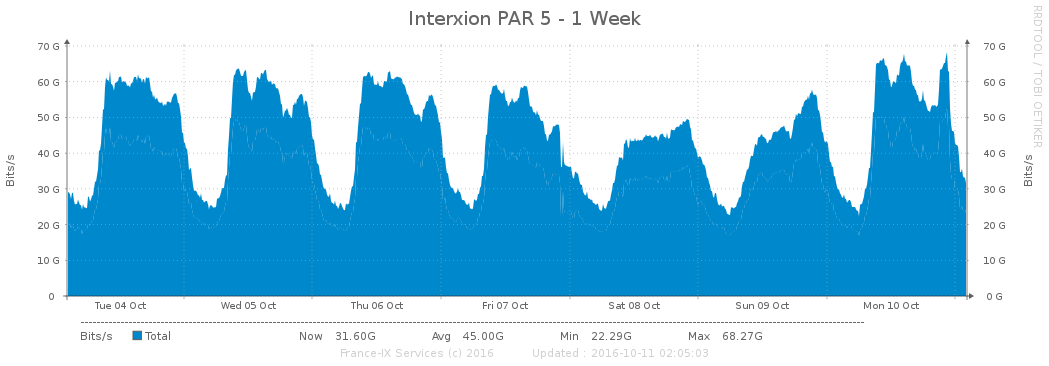 Interxion PAR 5 - 1 Week
RRDTOOL / TOBI OETIKER
Bits/s
70 G
60 G
50 G
40 G
30 G
20 G
10 G
0
70 G
60 G
50 G
40 G
30 G
20 G
10 G
0 G
Bits/s
Tue 04 Oct Wed 05 Oct Thu 06 Oct Fri 07 Oct Sat 08 Oct Sun 09 Oct Mon 10 Oct
Bits/s Total Now 31.60G Avg 45.00G Min 22.29G Max 68.27G
France-IX Services (c) 2016 Updated : 2016-10-11 02:05:03